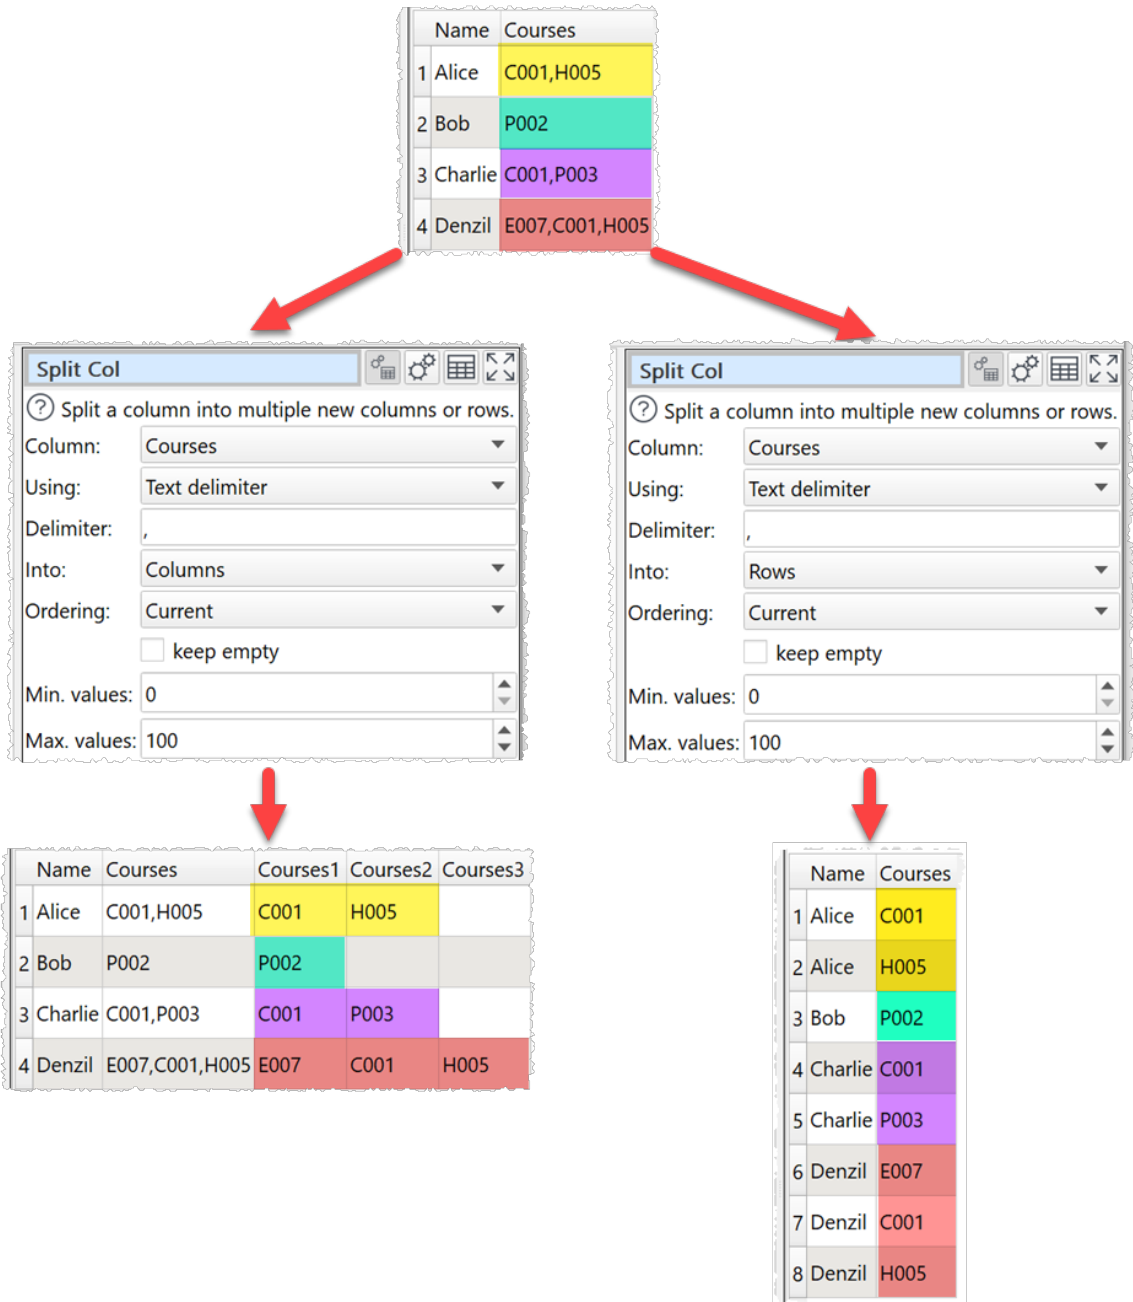 Name Courses
1 Alice C001,H005
2 Bob P002
3 Charlie C001,P003
4 Denzil E007,C001,H005
Split Col
? Split a column into multiple new columns or rows.
Column: Courses
Using: Text delimiter
Delimiter: ,
Into: Columns
Ordering: Current
keep empty
Min. values: 0
Max. values: 100
Split Col
? Split a column into multiple new columns or rows.
Column: Courses
Using: Text delimiter
Delimiter: ,
Into: Rows
Ordering: Current
keep empty
Min. values: 0
Max. values: 100
Name Courses Courses1 Courses2 Courses3
1 Alice C001,H005 C001 H005
2 Bob P002 P002
3 Charlie C001,P003 C001 P003
4 Denzil E007,C001,H005 E007 C001 H005
Name Courses
1 Alice C001
2 Alice H005
3 Bob P002
4 Charlie C001
5 Charlie P003
6 Denzil E007
7 Denzil C001
8 Denzil H005